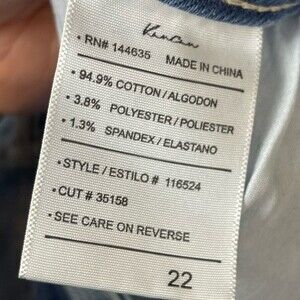 KanCan
• RN# 144635 MADE IN CHINA
• 94.9% COTTON / ALGODON
• 3.8% POLYESTER / POLIESTER
• 1.3% SPANDEX / ELASTANO
• STYLE / ESTILO # 116524
• CUT # 35158
• SEE CARE ON REVERSE
22